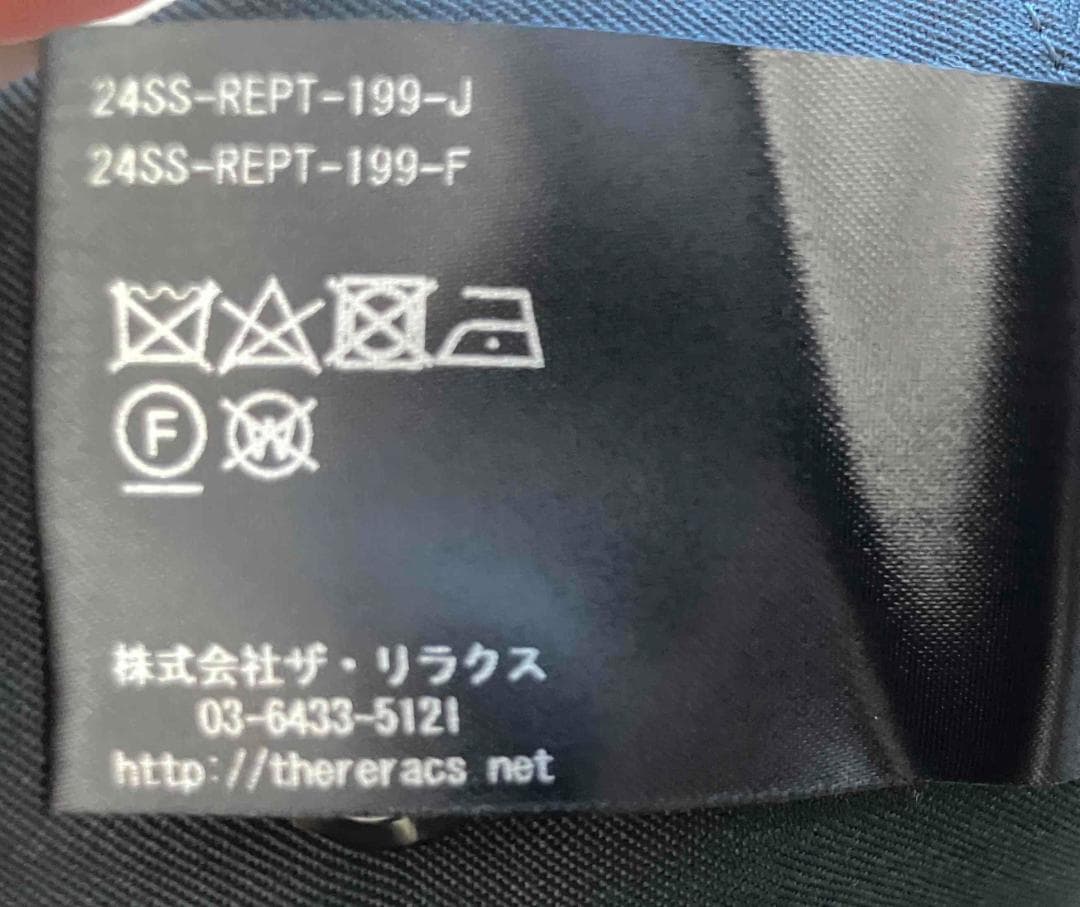 24SS-REPT-199-J
24SS-REPT-199-F
F
W
株式会社ザ・リラクス
03-6433-5121
http://thereracs net